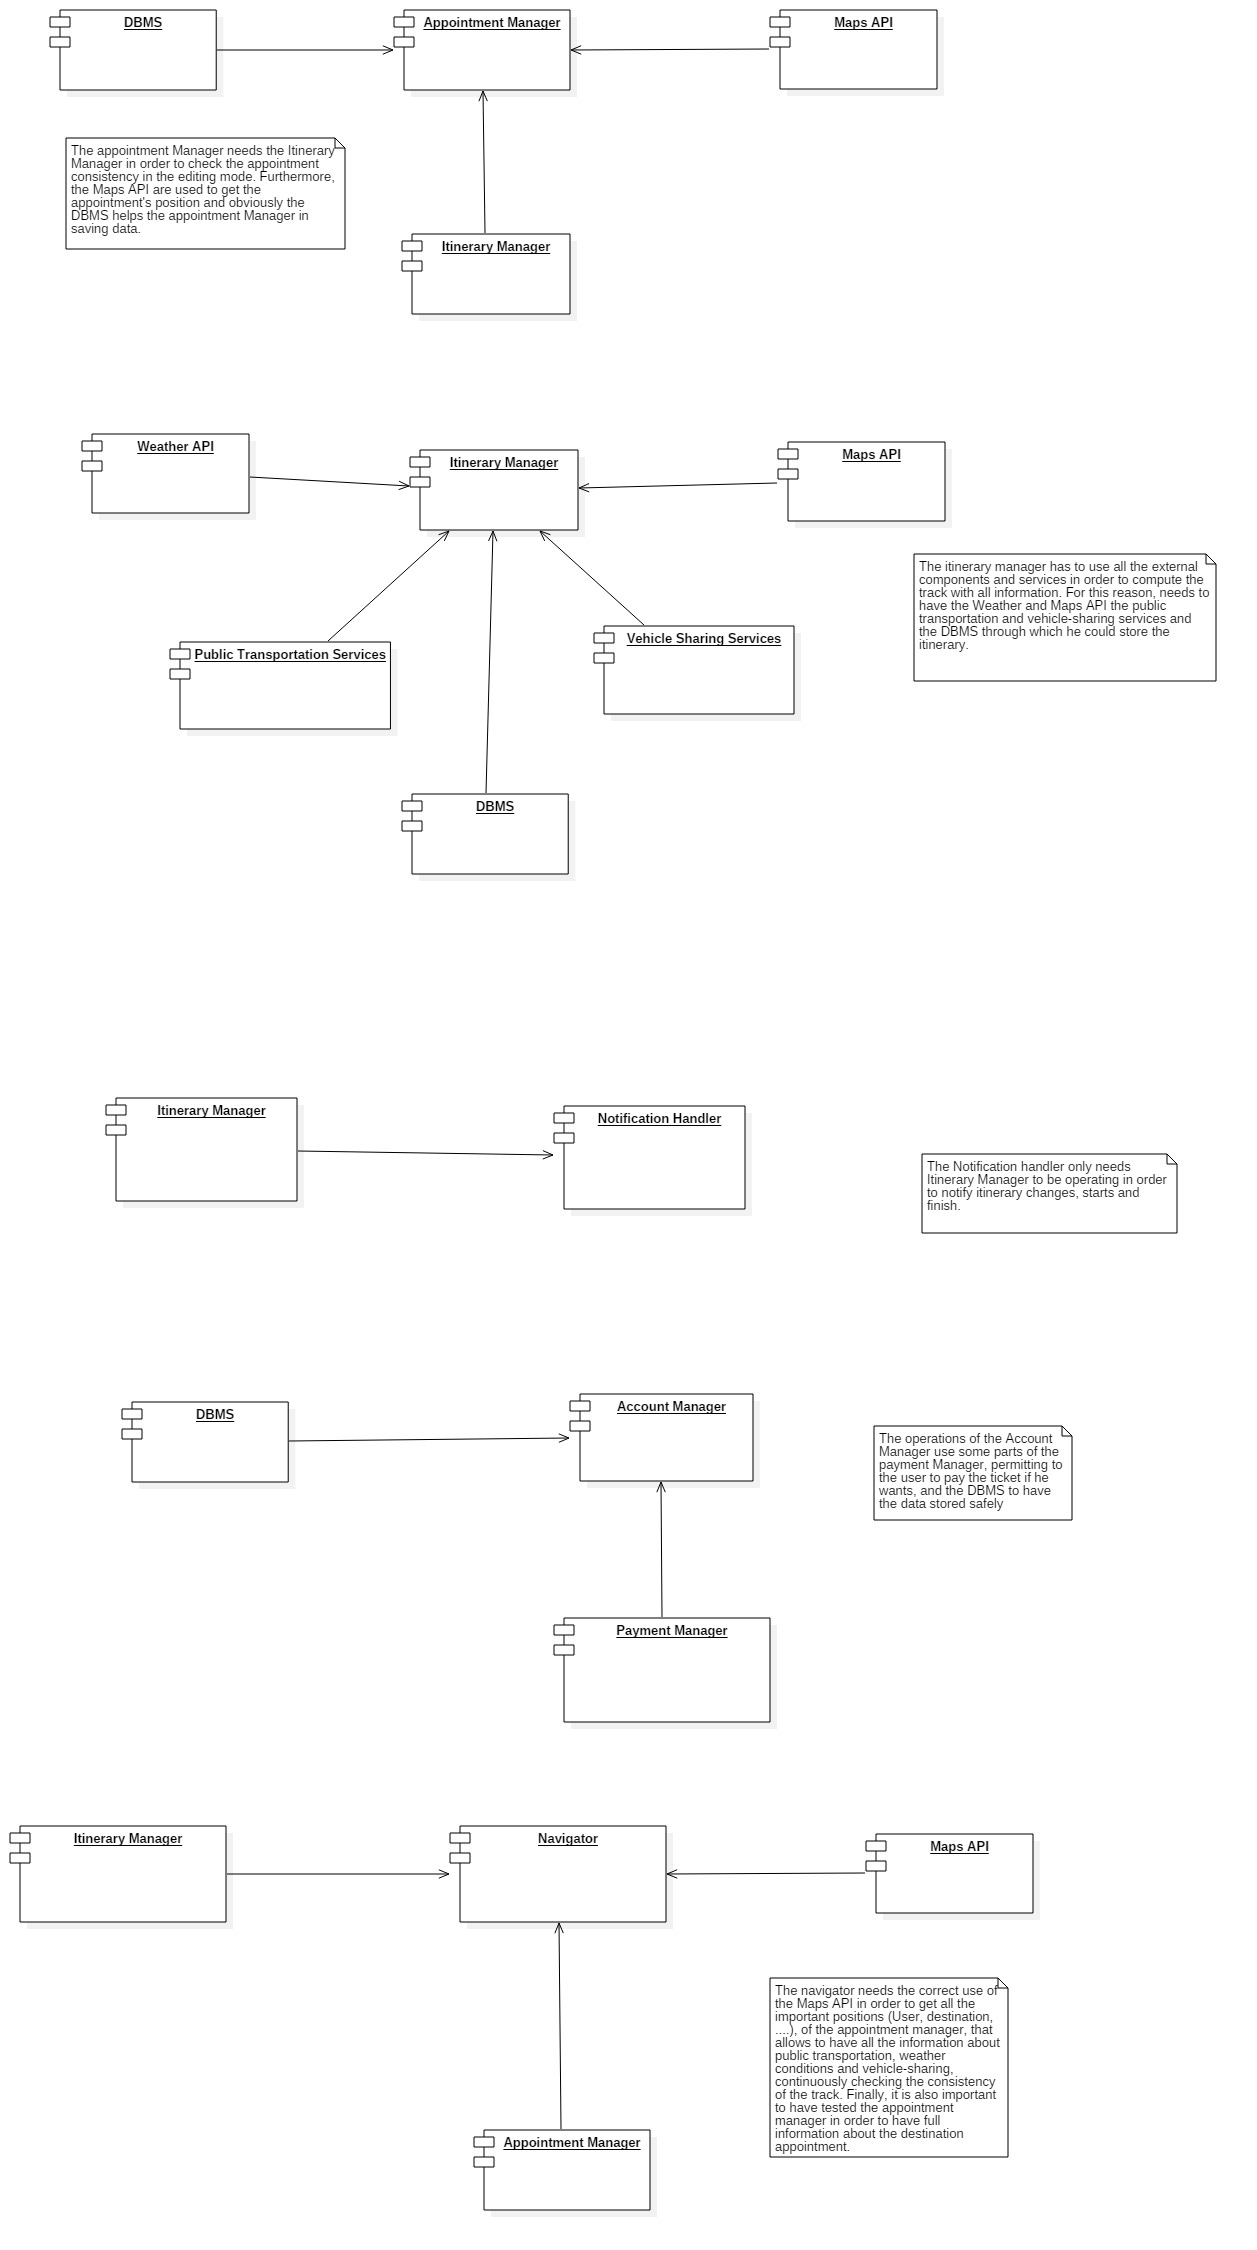 DBMS
Appointment Manager
Maps API
The appointment Manager needs the Itinerary
Manager in order to check the appointment
consistency in the editing mode. Furthermore,
the Maps API are used to get the
appointment's position and obviously the
DBMS helps the appointment Manager in
saving data.
Itinerary Manager
Weather API
Itinerary Manager
Maps API
The itinerary manager has to use all the external
components and services in order to compute the
track with all information. For this reason, needs to
have the Weather and Maps API the public
transportation and vehicle-sharing services and
the DBMS through which he could store the
itinerary.
Public Transportation Services
Vehicle Sharing Services
DBMS
Itinerary Manager
Notification Handler
The Notification handler only needs
Itinerary Manager to be operating in order
to notify itinerary changes, starts and
finish.
DBMS
Account Manager
The operations of the Account
Manager use some parts of the
payment Manager, permitting to
the user to pay the ticket if he
wants, and the DBMS to have
the data stored safely
Payment Manager
Itinerary Manager
Navigator
Maps API
The navigator needs the correct use of
the Maps API in order to get all the
important positions (User, destination,
....), of the appointment manager, that
allows to have all the information about
public transportation, weather
conditions and vehicle-sharing,
continuously checking the consistency
of the track. Finally, it is also important
to have tested the appointment
manager in order to have full
information about the destination
appointment.
Appointment Manager